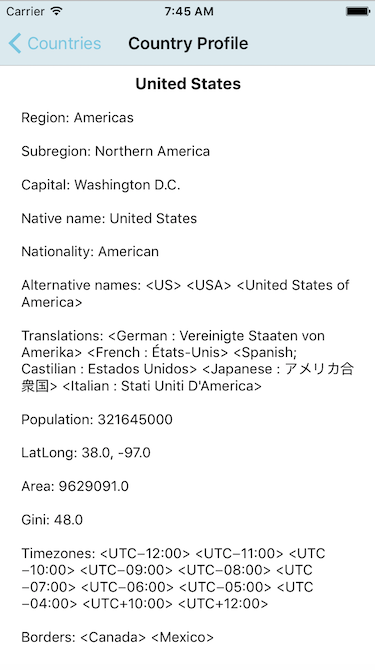 Carrier 7:45 AM
Countries Country Profile
United States
Region: Americas
Subregion: Northern America
Capital: Washington D.C.
Native name: United States
Nationality: American
Alternative names: <US> <USA> <United States of
America>
Translations: <German : Vereinigte Staaten von
Amerika> <French : États-Unis> <Spanish;
Castilian : Estados Unidos> <Japanese : アメリカ合
衆国> <Italian : Stati Uniti D'America>
Population: 321645000
LatLong: 38.0, -97.0
Area: 9629091.0
Gini: 48.0
Timezones: <UTC−12:00> <UTC−11:00> <UTC
−10:00> <UTC−09:00> <UTC−08:00> <UTC
−07:00> <UTC−06:00> <UTC−05:00> <UTC
−04:00> <UTC+10:00> <UTC+12:00>
Borders: <Canada> <Mexico>